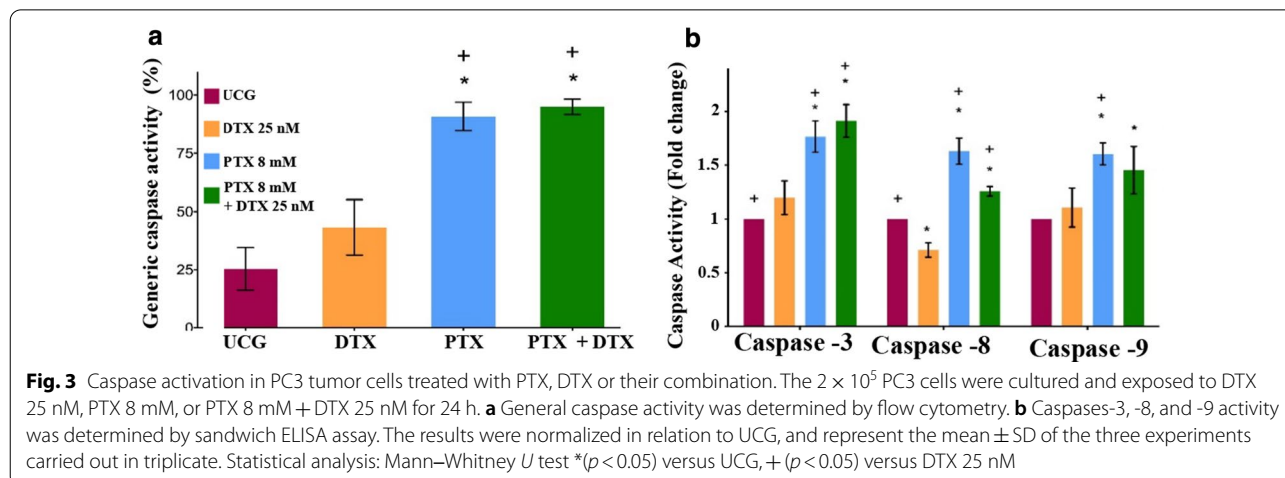 a
+ +
* *
Generic caspase activity (%)
100
75
50
25
0
UCG
DTX 25 nM
PTX 8 mM
PTX 8 mM
+ DTX 25 nM
UCG DTX PTX PTX + DTX
b
Caspase Activity (Fold change)
2
1.5
1
0.5
0
+ + * + *
+ * + * + *
+ * *
Caspase -3 Caspase -8 Caspase -9
Fig. 3 Caspase activation in PC3 tumor cells treated with PTX, DTX or their combination. The 2 × 10⁵ PC3 cells were cultured and exposed to DTX
25 nM, PTX 8 mM, or PTX 8 mM + DTX 25 nM for 24 h. a General caspase activity was determined by flow cytometry. b Caspases-3, -8, and -9 activity
was determined by sandwich ELISA assay. The results were normalized in relation to UCG, and represent the mean ± SD of the three experiments
carried out in triplicate. Statistical analysis: Mann–Whitney U test *(p < 0.05) versus UCG, + (p < 0.05) versus DTX 25 nM